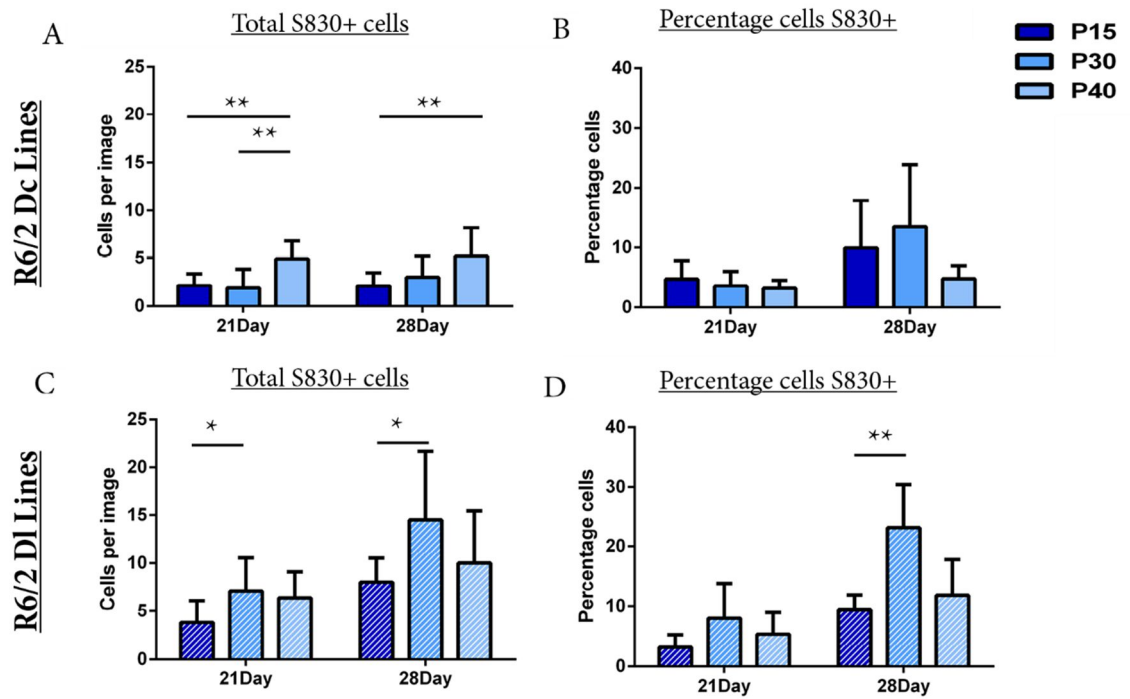 A
Total S830+ cells
B
Percentage cells S830+
P15
P30
P40
R6/2 Dc Lines
Cells per image
25
20
15
10
5
0
**
**
**
21Day
28Day
Percentage cells
40
30
20
10
0
21Day
28Day
C
Total S830+ cells
D
Percentage cells S830+
R6/2 Dl Lines
Cells per image
25
20
15
10
5
0
*
*
21Day
28Day
Percentage cells
40
30
20
10
0
**
21Day
28Day